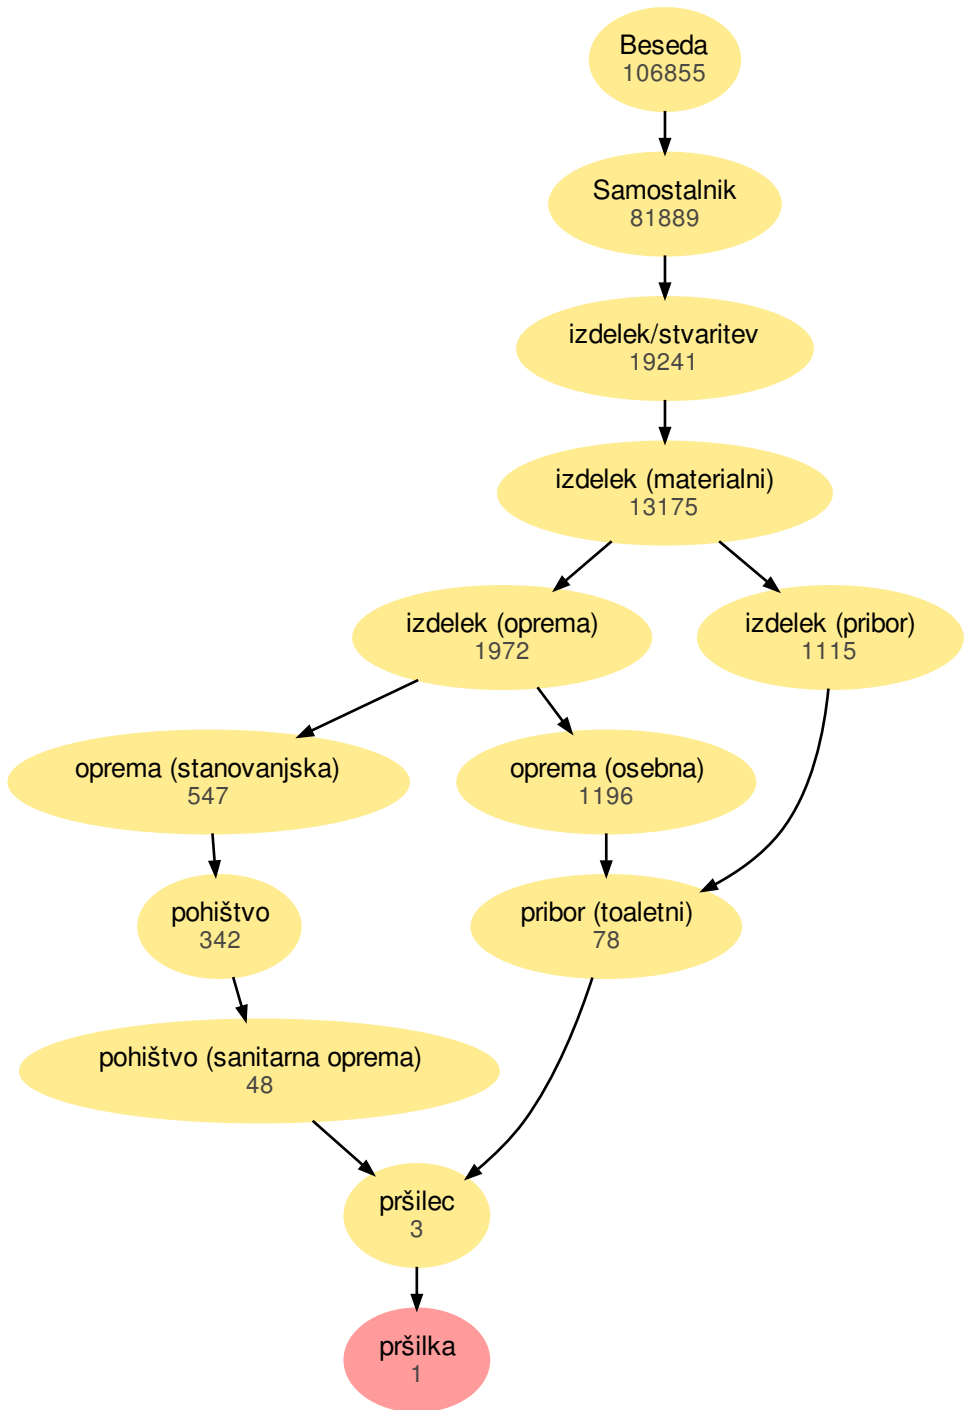 Beseda
106855
Samostalnik
81889
izdelek/stvaritev
19241
izdelek (materialni)
13175
izdelek (oprema)
1972
izdelek (pribor)
1115
oprema (stanovanjska)
547
oprema (osebna)
1196
pohištvo
342
pribor (toaletni)
78
pohištvo (sanitarna oprema)
48
pršilec
3
pršilka
1